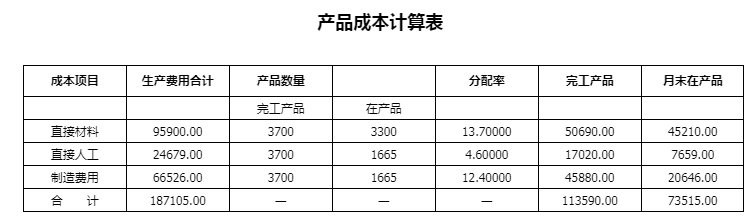 产品成本计算表
成本项目 生产费用合计 产品数量 分配率 完工产品 月末在产品
完工产品 在产品
直接材料 95900.00 3700 3300 13.70000 50690.00 45210.00
直接人工 24679.00 3700 1665 4.60000 17020.00 7659.00
制造费用 66526.00 3700 1665 12.40000 45880.00 20646.00
合 计 187105.00 — — — 113590.00 73515.00